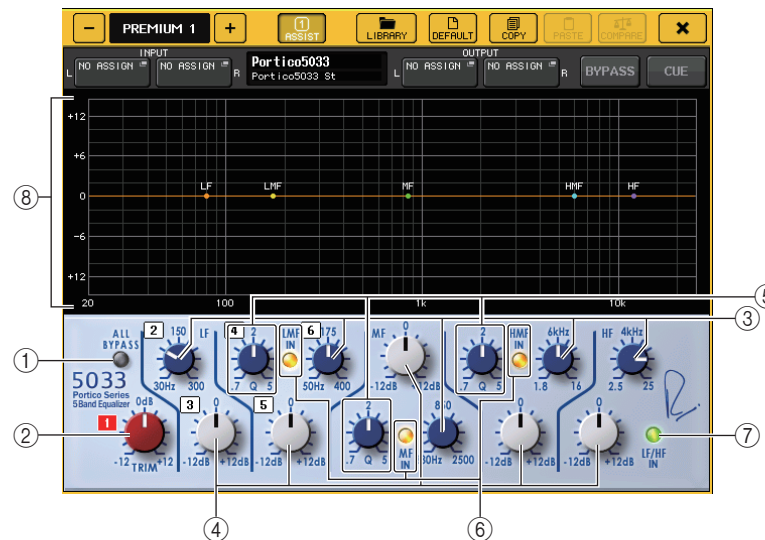 PREMIUM 1
1
ASSIST
LIBRARY
DEFAULT
COPY
PASTE
COMPARE
INPUT
L NO ASSIGN NO ASSIGN R
Portico5033
Portico5033 St
OUTPUT
L NO ASSIGN NO ASSIGN R
BYPASS
CUE
+12
+6
0
-6
+12
LF LMF MF HMF HF
20 100 1k 10k
8
5
3
1
2
4
6
7
ALL BYPASS
5033
Portico Series
5Band Equalizer
1
0dB
-12 +12
TRIM
2
150
LF
30Hz 300
3
0
-12dB +12dB
4
2
.7 Q 5
LMF IN
5
0
-12dB +12dB
6
175
50Hz 400
MF
0
-12dB +12dB
2
.7 Q 5
MF IN
850
2500
2
.7 Q 5
HMF IN
6kHz
1.8 16
0
-12dB +12dB
HF
4kHz
2.5 25
0
-12dB +12dB
LF/HF IN